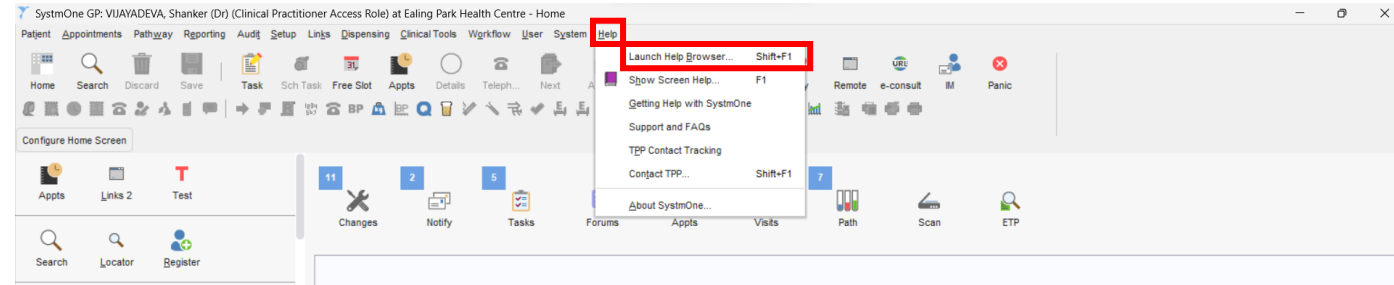 SystmOne GP: VIJAYADEVA, Shanker (Dr) (Clinical Practitioner Access Role) at Ealing Park Health Centre - Home
Patient Appointments Pathway Reporting Audit Setup Links Dispensing Clinical Tools Workflow User System Help
Home Search Discard Save Task Sch Task Free Slot Appts Details Teleph... Next Remote e-consult IM Panic
BP BP
Configure Home Screen
Launch Help Browser... Shift+F1
Show Screen Help... F1
Getting Help with SystmOne
Support and FAQs
TPP Contact Tracking
Contact TPP... Shift+F1
About SystmOne...
Appts Links 2 Test
Search Locator Register
11 2 5 7
Changes Notify Tasks Forums Appts Visits Path Scan ETP